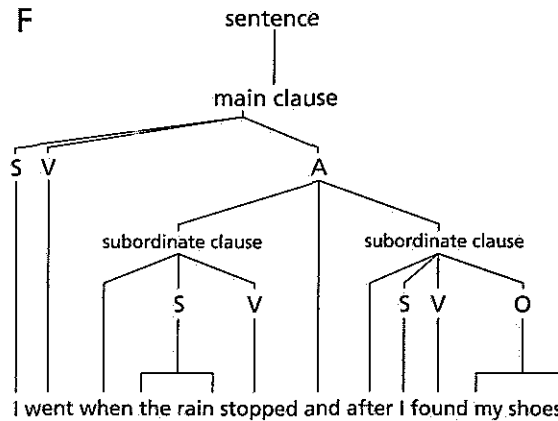 F
sentence
main clause
S V A
subordinate clause subordinate clause
S V S V O
I went when the rain stopped and after I found my shoes